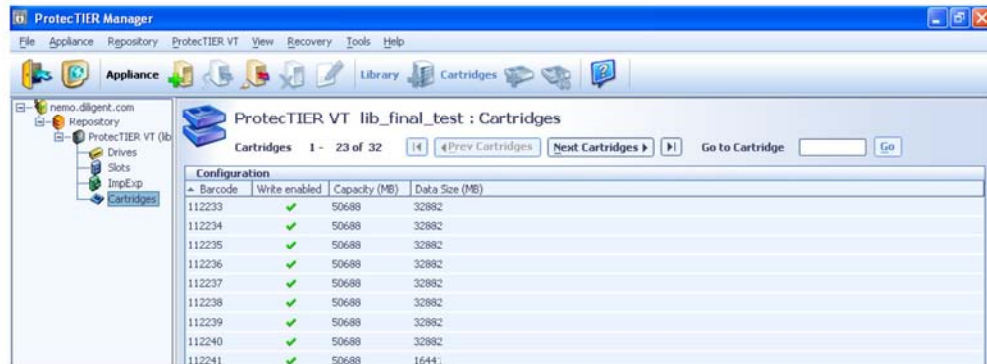 ProtecTIER Manager
File Appliance Repository ProtecTIER VT View Recovery Tools Help
Appliance Library Cartridges
nemo.diligent.com
Repository
ProtecTIER VT (lib
Drives
Slots
ImpExp
Cartridges
ProtecTIER VT lib_final_test : Cartridges
Cartridges 1 - 23 of 32 Prev Cartridges Next Cartridges Go to Cartridge Go
Configuration
Barcode Write enabled Capacity (MB) Data Size (MB)
112233 50688 32882
112234 50688 32882
112235 50688 32882
112236 50688 32882
112237 50688 32882
112238 50688 32882
112239 50688 32882
112240 50688 32882
112241 50688